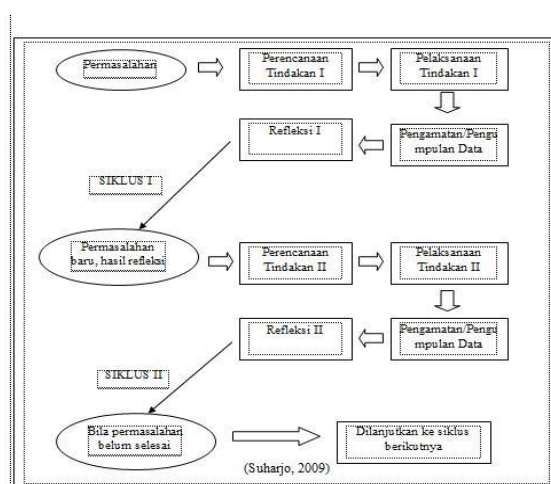 Permasalahan
Perencanaan
Tindakan I
Pelaksanaan
Tindakan I
Refleksi I
Pengamatan/Pengu
mpulan Data
SIKLUS I
Permasalahan
baru, hasil refleksi
Perencanaan
Tindakan II
Pelaksanaan
Tindakan II
Refleksi II
Pengamatan/Pengu
mpulan Data
SIKLUS II
Bila permasalahan
belum selesai
Dilanjutkan ke siklus
berikutnya
(Suharjo, 2009)